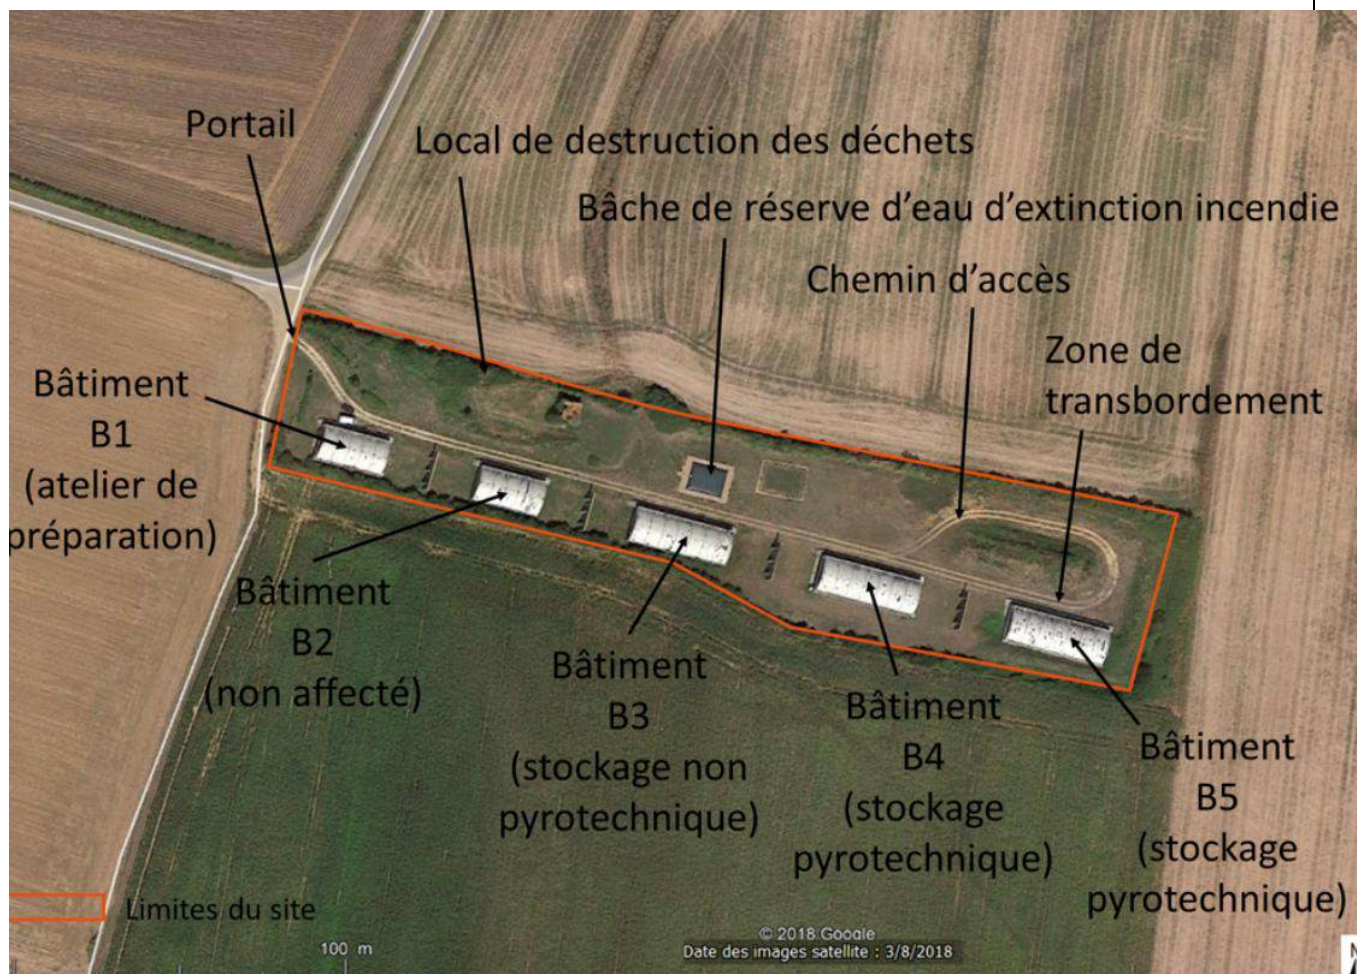 Portail
Local de destruction des déchets
Bâche de réserve d'eau d'extinction incendie
Chemin d'accès
Zone de
transbordement
Bâtiment
B1
(atelier de
préparation)
Bâtiment
B2
(non affecté)
Bâtiment
B3
(stockage non
pyrotechnique)
Bâtiment
B4
(stockage
pyrotechnique)
Bâtiment
B5
(stockage
pyrotechnique)
Limites du site
100 m
© 2018 Google
Date des images satellite : 3/8/2018